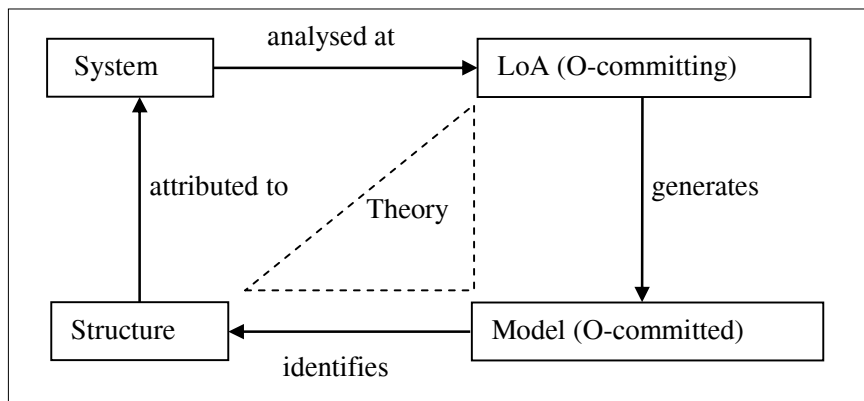 analysed at
System
LoA (O-committing)
attributed to
Theory
generates
Structure
Model (O-committed)
identifies